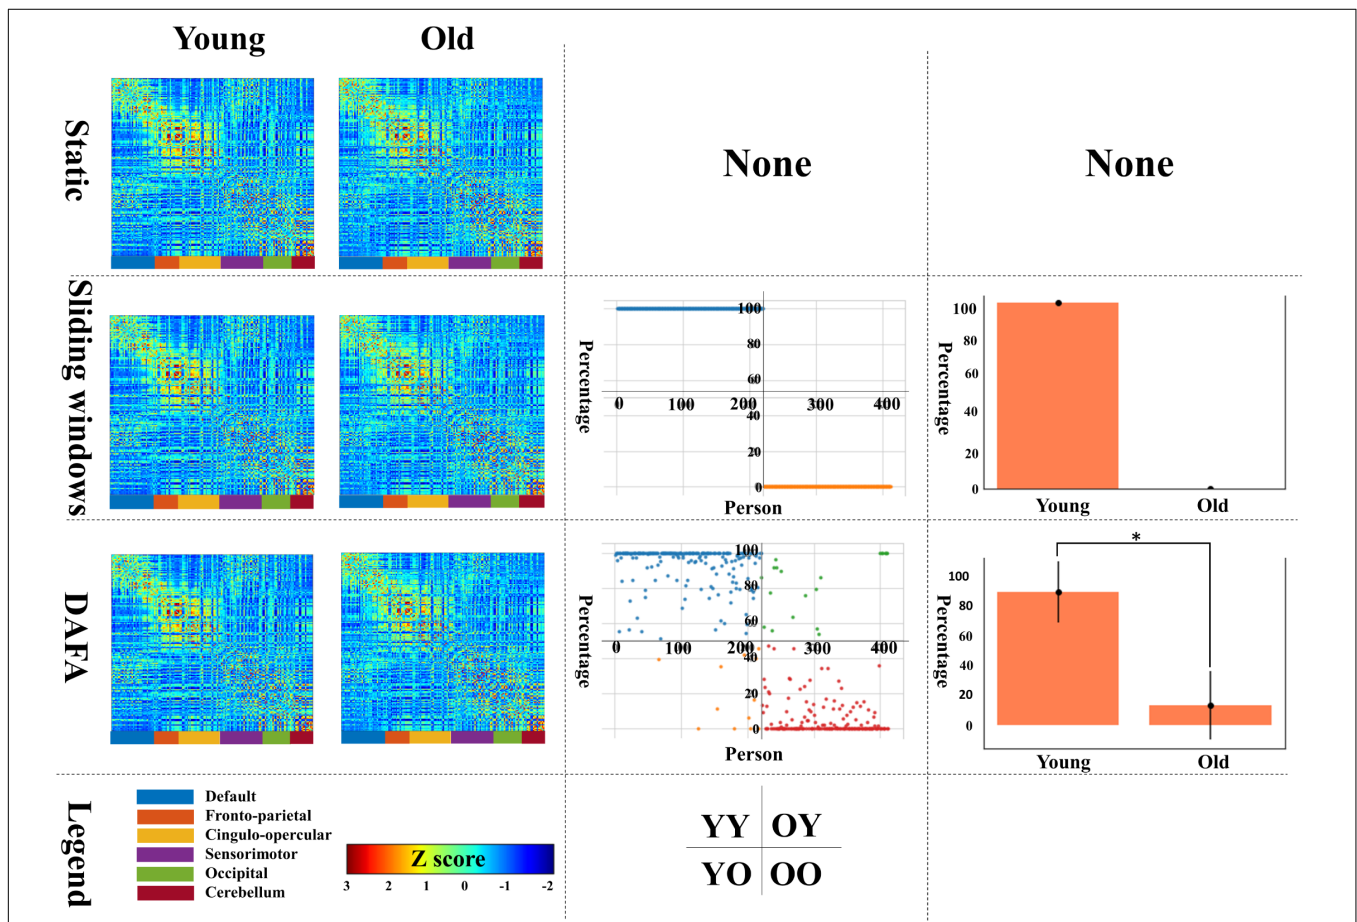 Young Old
Static
None None
Sliding windows
Percentage
100
80
60
0 100 200 300 400
40
20
0
Person
Percentage
100
80
60
40
20
0
Young Old
DAFA
Percentage
100
80
60
0 100 200 300 400
40
20
0
Person
*
Percentage
100
80
60
40
20
0
Young Old
Legend
Default
Fronto-parietal
Cingulo-opercular
Sensorimotor
Occipital
Cerebellum
Z score
3 2 1 0 -1 -2
YY OY
YO OO